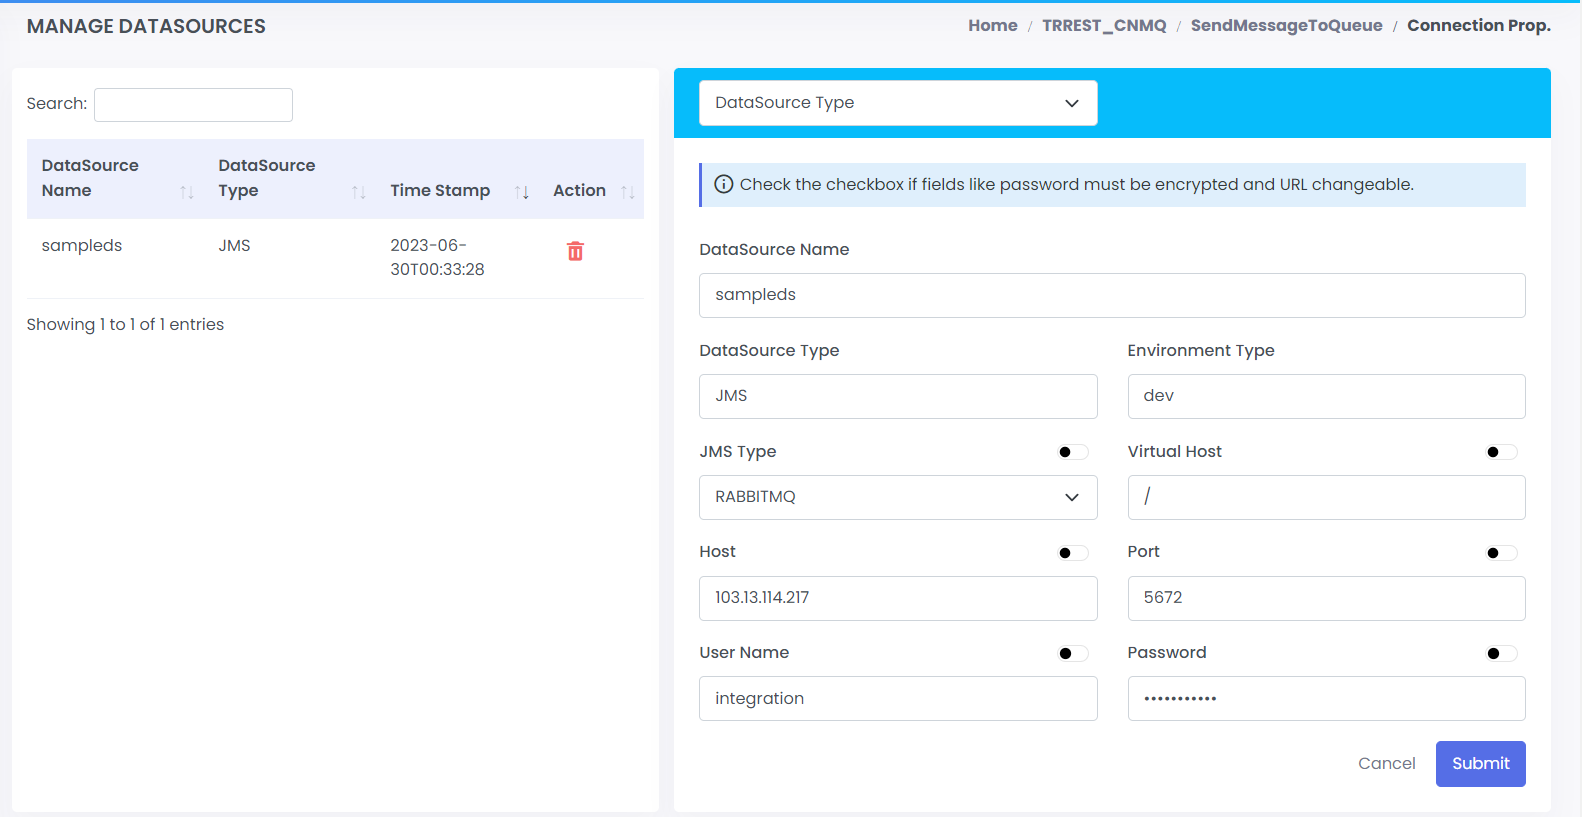 MANAGE DATASOURCES
Home / TRREST_CNMQ / SendMessageToQueue / Connection Prop.
Search:
DataSource Name
DataSource Type
Time Stamp
Action
sampleds
JMS
2023-06-
30T00:33:28
Showing 1 to 1 of 1 entries
DataSource Type
Check the checkbox if fields like password must be encrypted and URL changeable.
DataSource Name
sampleds
DataSource Type
Environment Type
JMS
dev
JMS Type
Virtual Host
RABBITMQ
/
Host
Port
103.13.114.217
5672
User Name
Password
integration
•••••••••••
Cancel
Submit